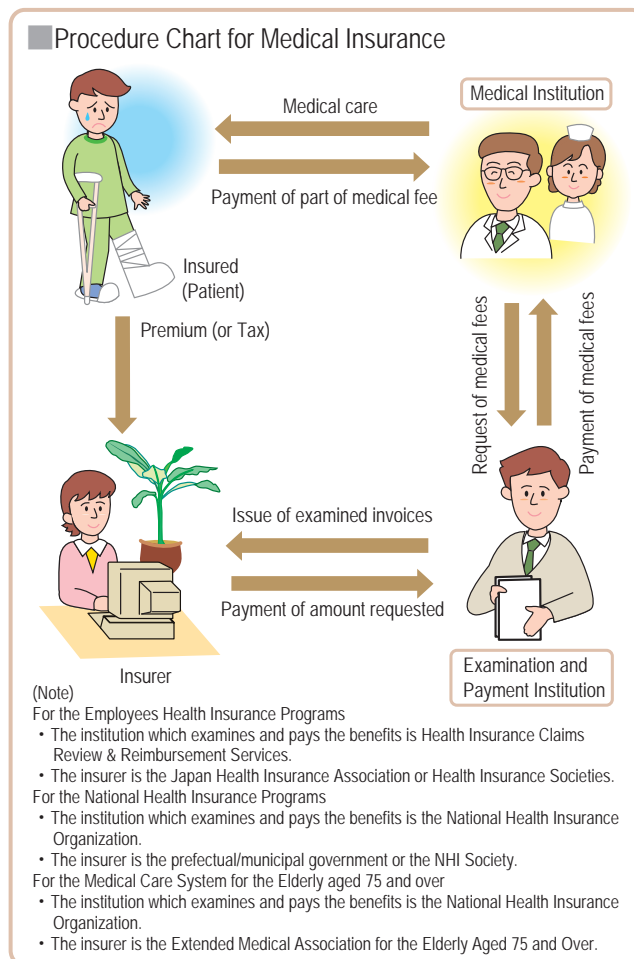 Procedure Chart for Medical Insurance
Medical care
Medical Institution
Payment of part of medical fee
Insured
(Patient)
Premium (or Tax)
Request of medical fees
Payment of medical fees
Issue of examined invoices
Payment of amount requested
Insurer
Examination and
Payment Institution
(Note)
For the Employees Health Insurance Programs
• The institution which examines and pays the benefits is Health Insurance Claims
Review & Reimbursement Services.
• The insurer is the Japan Health Insurance Association or Health Insurance Societies.
For the National Health Insurance Programs
• The institution which examines and pays the benefits is the National Health Insurance
Organization.
• The insurer is the prefectual/municipal government or the NHI Society.
For the Medical Care System for the Elderly aged 75 and over
• The institution which examines and pays the benefits is the National Health Insurance
Organization.
• The insurer is the Extended Medical Association for the Elderly Aged 75 and Over.